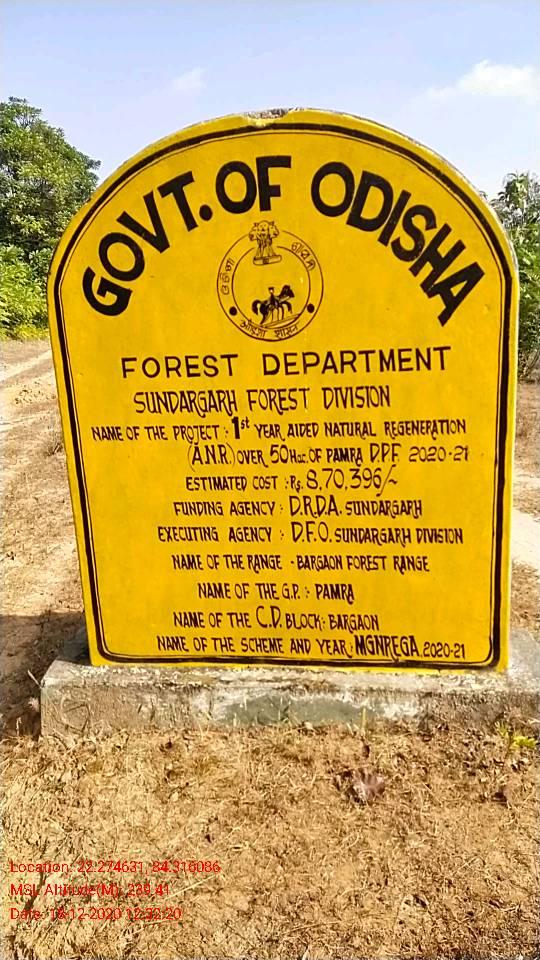 GOVT. OF ODISHA
FOREST DEPARTMENT
SUNDARGARH FOREST DIVISION
NAME OF THE PROJECT : 1st YEAR AIDED NATURAL REGENERATION
(A.N.R.) OVER 50Hac. OF PAMRA D.P.F. 2020-21
ESTIMATED COST :- Rs. 8,70,396/-
FUNDING AGENCY : D.R.D.A. SUNDARGARH
EXECUTING AGENCY : D.F.O. SUNDARGARH DIVISION
NAME OF THE RANGE - BARGAON FOREST RANGE
NAME OF THE G.P. :- PAMRA
NAME OF THE C.D. BLOCK:- BARGAON
NAME OF THE SCHEME AND YEAR : MGNREGA. 2020-21
Location: 22.274631, 84.316086
MSL Altitude(M): 239.41
Date: 18-12-2020 12:32:20